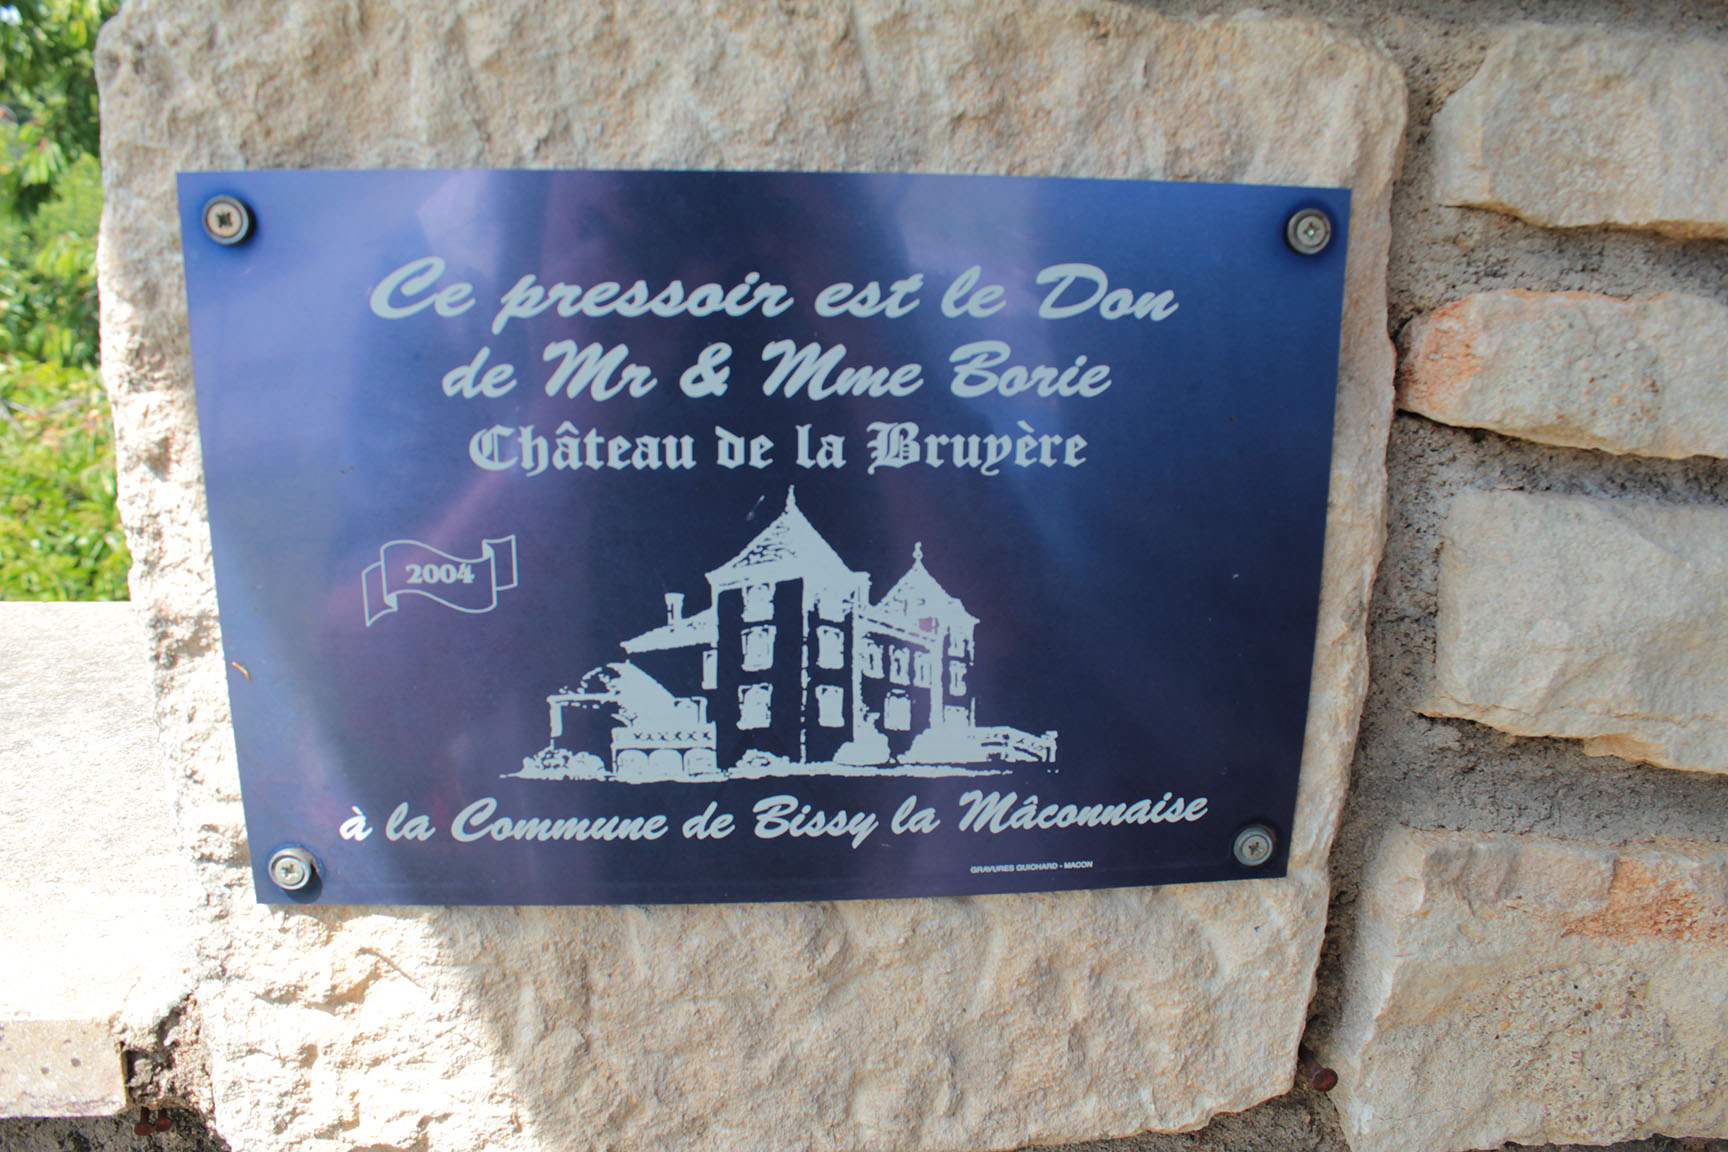 Ce pressoir est le Don
de Mr & Mme Borie
Château de la Bruyère
2004
à la Commune de Bissy la Mâconnaise
GRAVURES GUICHARD - MACON